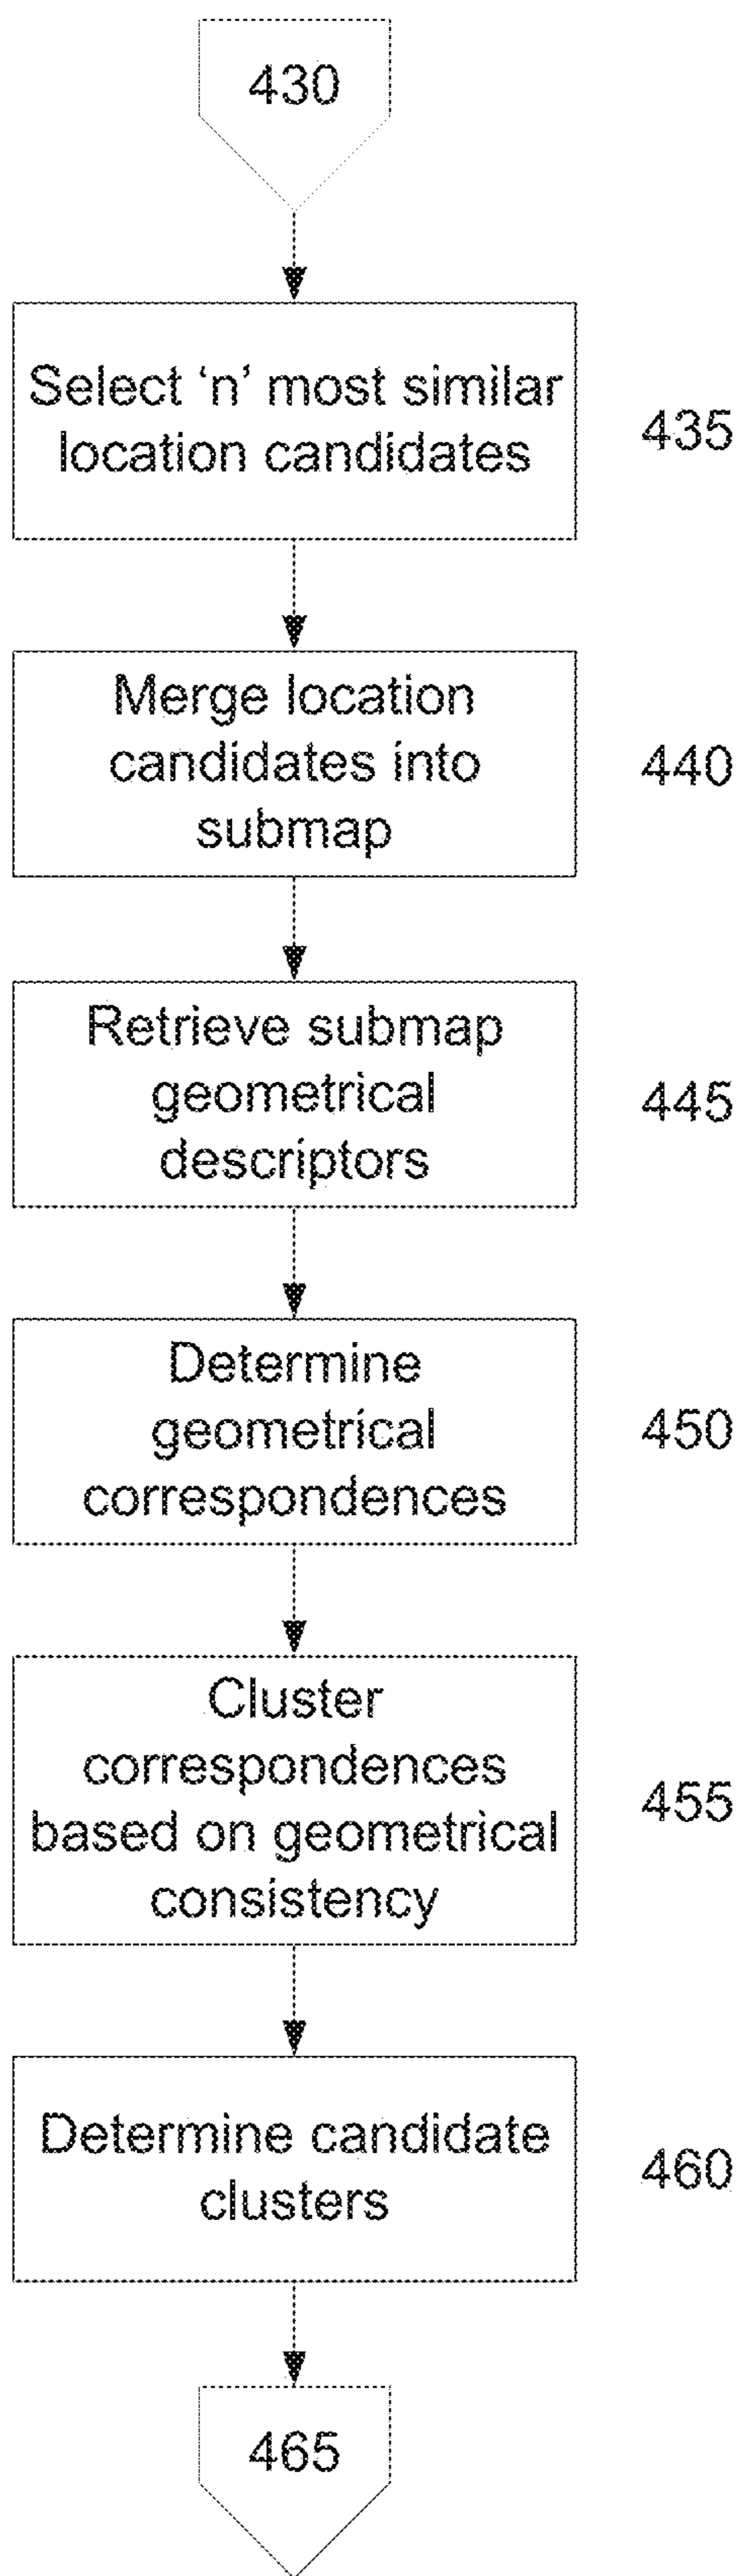 430
Select ‘n’ most similar
location candidates
435
Merge location
candidates into
submap
440
Retrieve submap
geometrical
descriptors
445
Determine
geometrical
correspondences
450
Cluster
correspondences
based on geometrical
consistency
455
Determine candidate
clusters
460
465